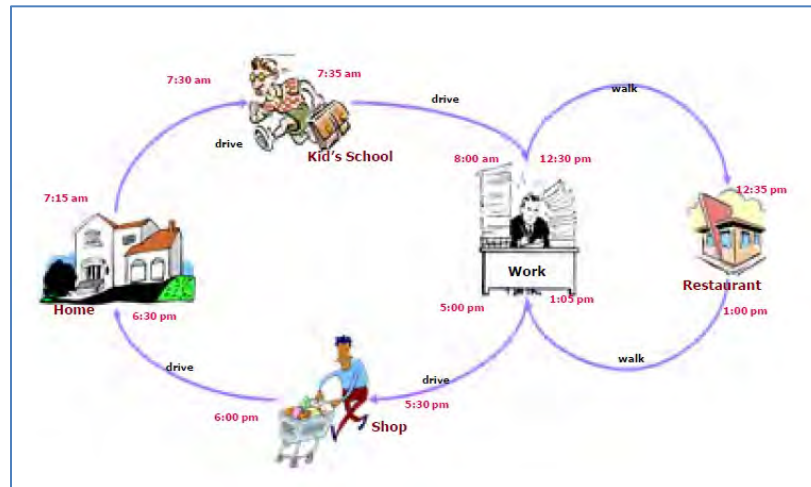 7:30 am
7:35 am
drive
walk
drive
Kid's School
8:00 am
12:30 pm
7:15 am
12:35 pm
Work
Restaurant
Home
6:30 pm
5:00 pm
1:05 pm
1:00 pm
drive
drive
walk
6:00 pm
5:30 pm
Shop